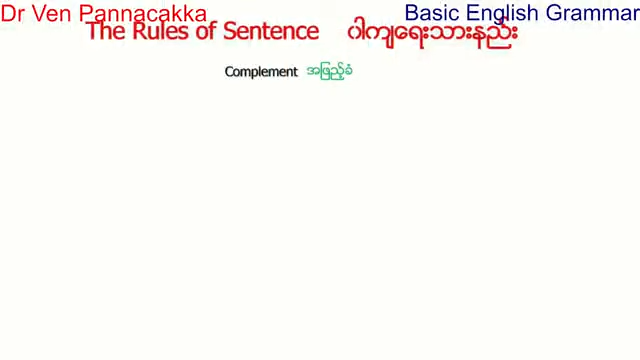 Dr Ven Pannacakka Basic English Grammar
The Rules of Sentence ဝါကျရေးသားနည်း
Complement အဖြည့်ခံ